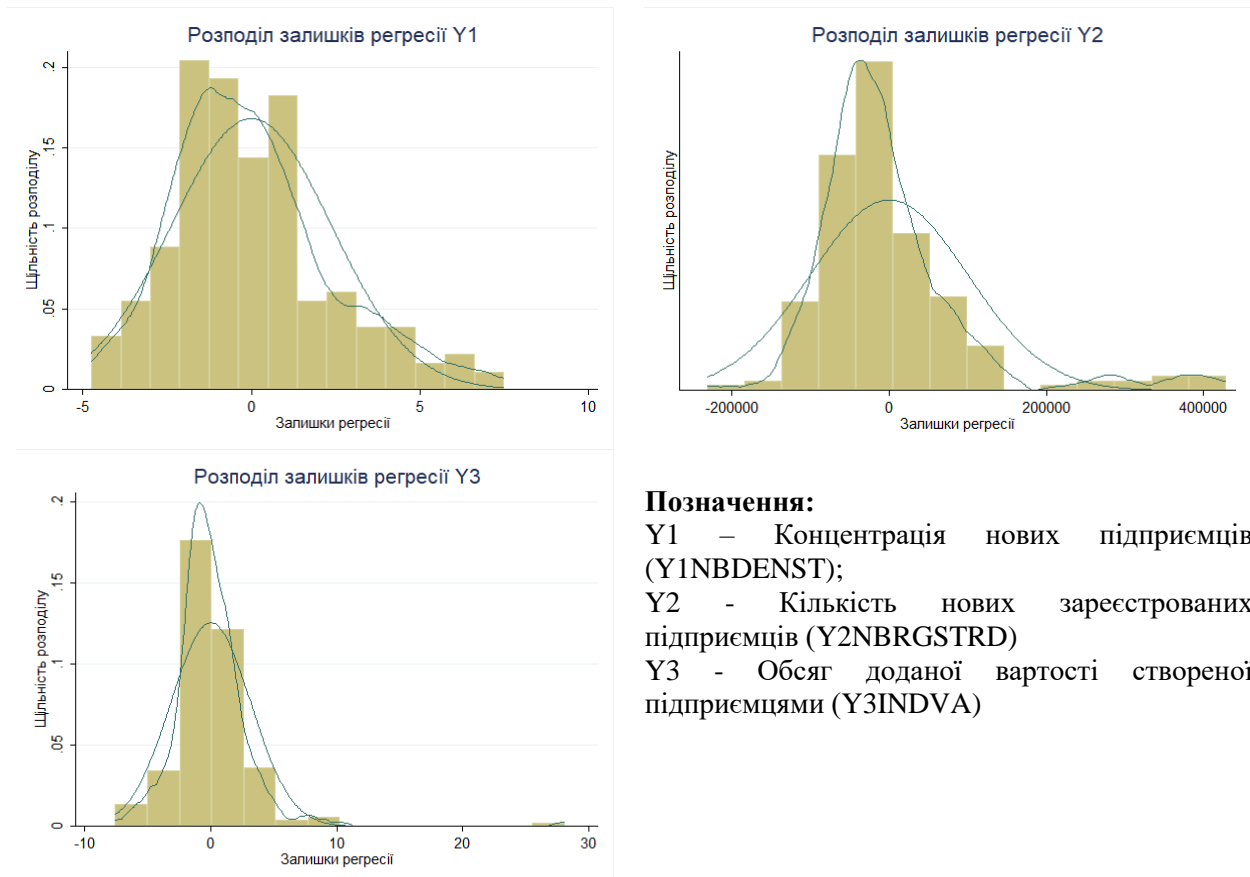 Розподіл залишків регресії Y1
Щільність розподілу
0
.05
.1
.15
.2
-5
0
5
10
Залишки регресії
Розподіл залишків регресії Y2
Щільність розподілу
-200000
0
200000
400000
Залишки регресії
Розподіл залишків регресії Y3
Щільність розподілу
0
.05
.1
.15
.2
-10
0
10
20
30
Залишки регресії
Позначення:
Y1 – Концентрація нових підприємців
(Y1NBDENST);
Y2 - Кількість нових зареєстрованих
підприємців (Y2NBRGSTRD)
Y3 - Обсяг доданої вартості створеної
підприємцями (Y3INDVA)